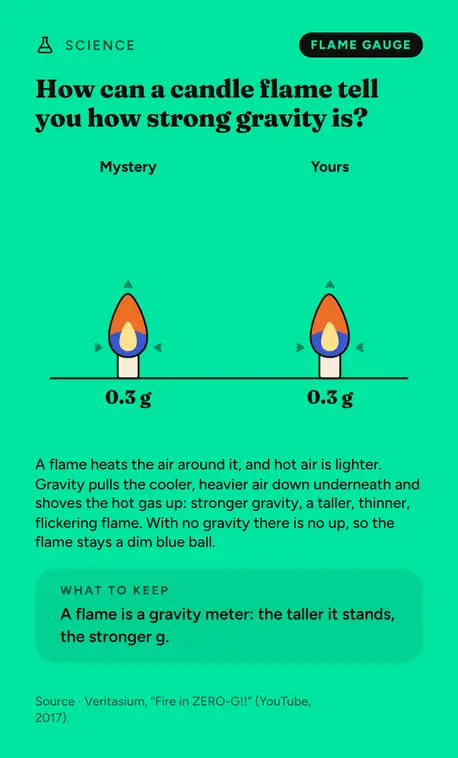 SCIENCE
FLAME GAUGE
How can a candle flame tell
you how strong gravity is?
Mystery
Yours
0.3 g
0.3 g
A flame heats the air around it, and hot air is lighter.
Gravity pulls the cooler, heavier air down underneath and
shoves the hot gas up: stronger gravity, a taller, thinner,
flickering flame. With no gravity there is no up, so the
flame stays a dim blue ball.
WHAT TO KEEP
A flame is a gravity meter: the taller it stands,
the stronger g.
Source · Veritasium, “Fire in ZERO-G!!” (YouTube,
2017)